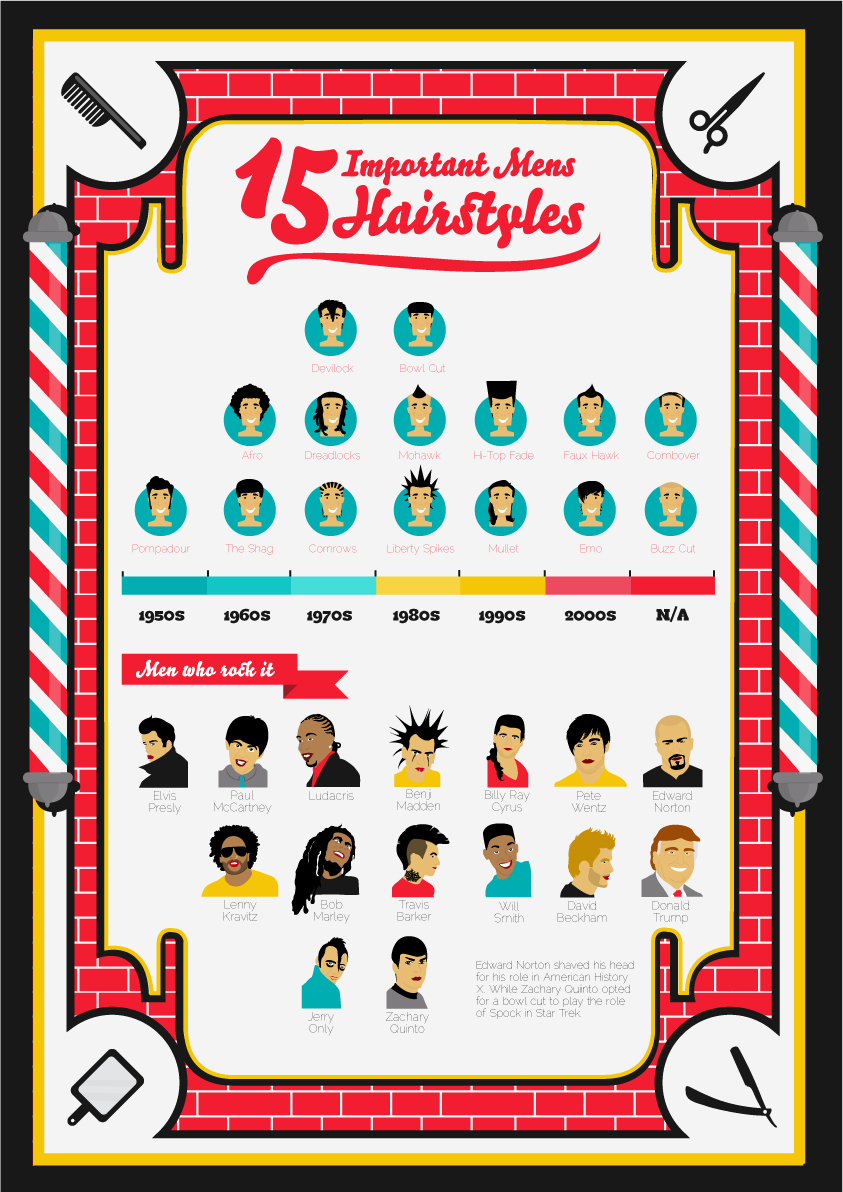 15 Important Mens
Hairstyles
Devilock
Bowl Cut
Afro
Dreadlocks
Mohawk
Hi-Top Fade
Faux Hawk
Combover
Pompadour
The Shag
Cornrows
Liberty Spikes
Mullet
Emo
Buzz Cut
1950S
1960S
1970S
1980S
1990S
2000S
N/A
Men who rock it
Elvis
Presly
Paul
McCartney
Ludacris
Benji
Madden
Billy Ray
Cyrus
Pete
Wentz
Edward
Norton
Lenny
Kravitz
Bob
Marley
Travis
Barker
Will
Smith
David
Beckham
Donald
Trump
Jerry
Only
Zachary
Quinto
Edward Norton shaved his head
for his role in American History
X. While Zachary Quinto opted
for a bowl cut to play the role
of Spock in Star Trek.